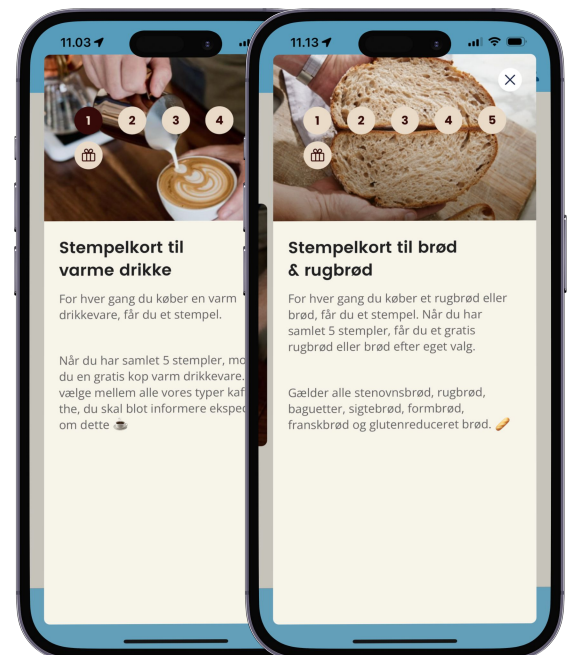 11.03
1 2 3 4
Stempelkort til
varme drikke
For hver gang du køber en varm
drikkevare, får du et stempel.
Når du har samlet 5 stempler,
du en gratis kop varm drikkevare.
vælge mellem alle vores typer
the, du skal blot informere
om dette ☕
11.13
1 2 3 4 5
Stempelkort til brød
& rugbrød
For hver gang du køber et rugbrød eller
brød, får du et stempel. Når du har
samlet 5 stempler, får du et gratis
rugbrød eller brød efter eget valg.
Gælder alle stenovnsbrød, rugbrød,
baguetter, sigtebrød, formbrød,
franskbrød og glutenreduceret brød. 🥖